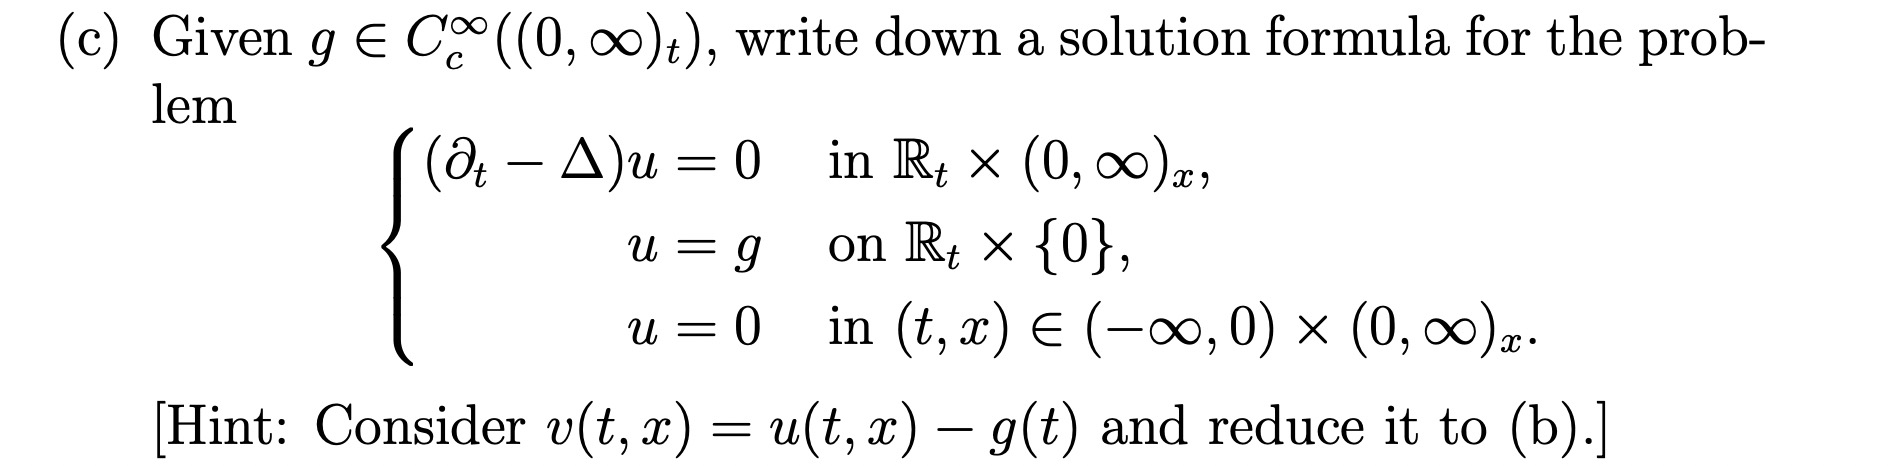 (c) Given g ∈ C_c^∞((0, ∞)_t), write down a solution formula for the prob-
lem
(∂_t − Δ)u = 0 in ℝ_t × (0, ∞)_x,
u = g on ℝ_t × {0},
u = 0 in (t, x) ∈ (−∞, 0) × (0, ∞)_x.
[Hint: Consider v(t, x) = u(t, x) − g(t) and reduce it to (b).]